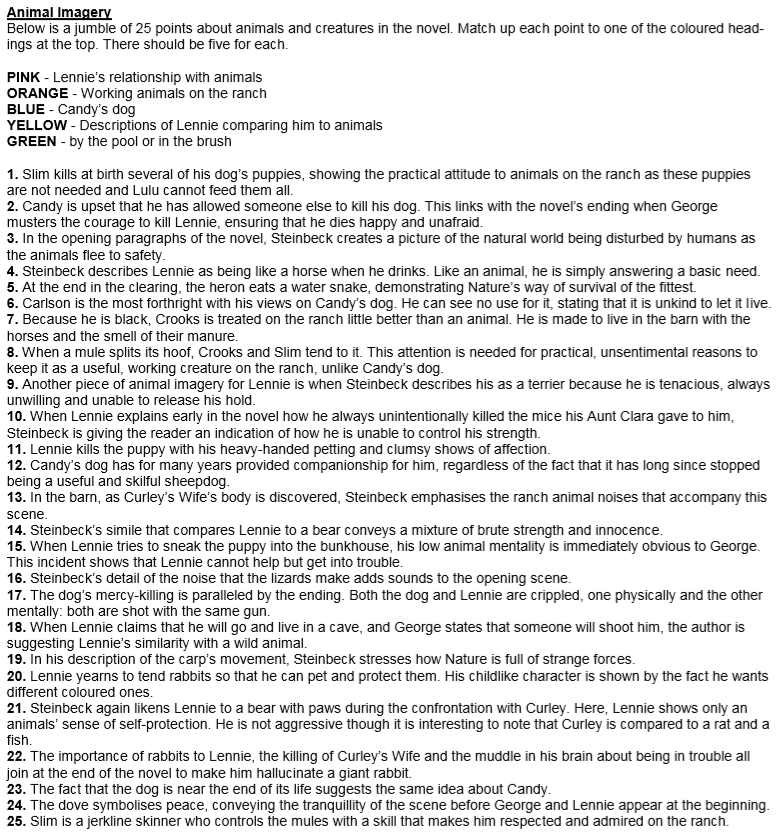 Animal Imagery
Below is a jumble of 25 points about animals and creatures in the novel. Match up each point to one of the coloured head-
ings at the top. There should be five for each.
PINK - Lennie's relationship with animals
ORANGE - Working animals on the ranch
BLUE - Candy's dog
YELLOW - Descriptions of Lennie comparing him to animals
GREEN - by the pool or in the brush
1. Slim kills at birth several of his dog's puppies, showing the practical attitude to animals on the ranch as these puppies
are not needed and Lulu cannot feed them all.
2. Candy is upset that he has allowed someone else to kill his dog. This links with the novel's ending when George
musters the courage to kill Lennie, ensuring that he dies happy and unafraid.
3. In the opening paragraphs of the novel, Steinbeck creates a picture of the natural world being disturbed by humans as
the animals flee to safety.
4. Steinbeck describes Lennie as being like a horse when he drinks. Like an animal, he is simply answering a basic need.
5. At the end in the clearing, the heron eats a water snake, demonstrating Nature's way of survival of the fittest.
6. Carlson is the most forthright with his views on Candy's dog. He can see no use for it, stating that it is unkind to let it live.
7. Because he is black, Crooks is treated on the ranch little better than an animal. He is made to live in the barn with the
horses and the smell of their manure.
8. When a mule splits its hoof, Crooks and Slim tend to it. This attention is needed for practical, unsentimental reasons to
keep it as a useful, working creature on the ranch, unlike Candy's dog.
9. Another piece of animal imagery for Lennie is when Steinbeck describes his as a terrier because he is tenacious, always
unwilling and unable to release his hold.
10. When Lennie explains early in the novel how he always unintentionally killed the mice his Aunt Clara gave to him,
Steinbeck is giving the reader an indication of how he is unable to control his strength.
11. Lennie kills the puppy with his heavy-handed petting and clumsy shows of affection.
12. Candy's dog has for many years provided companionship for him, regardless of the fact that it has long since stopped
being a useful and skilful sheepdog.
13. In the barn, as Curley's Wife's body is discovered, Steinbeck emphasises the ranch animal noises that accompany this
scene.
14. Steinbeck's simile that compares Lennie to a bear conveys a mixture of brute strength and innocence.
15. When Lennie tries to sneak the puppy into the bunkhouse, his low animal mentality is immediately obvious to George.
This incident shows that Lennie cannot help but get into trouble.
16. Steinbeck's detail of the noise that the lizards make adds sounds to the opening scene.
17. The dog's mercy-killing is paralleled by the ending. Both the dog and Lennie are crippled, one physically and the other
mentally: both are shot with the same gun.
18. When Lennie claims that he will go and live in a cave, and George states that someone will shoot him, the author is
suggesting Lennie's similarity with a wild animal.
19. In his description of the carp's movement, Steinbeck stresses how Nature is full of strange forces.
20. Lennie yearns to tend rabbits so that he can pet and protect them. His childlike character is shown by the fact he wants
different coloured ones.
21. Steinbeck again likens Lennie to a bear with paws during the confrontation with Curley. Here, Lennie shows only an
animals' sense of self-protection. He is not aggressive though it is interesting to note that Curley is compared to a rat and a
fish.
22. The importance of rabbits to Lennie, the killing of Curley's Wife and the muddle in his brain about being in trouble all
join at the end of the novel to make him hallucinate a giant rabbit.
23. The fact that the dog is near the end of its life suggests the same idea about Candy.
24. The dove symbolises peace, conveying the tranquillity of the scene before George and Lennie appear at the beginning.
25. Slim is a jerkline skinner who controls the mules with a skill that makes him respected and admired on the ranch.